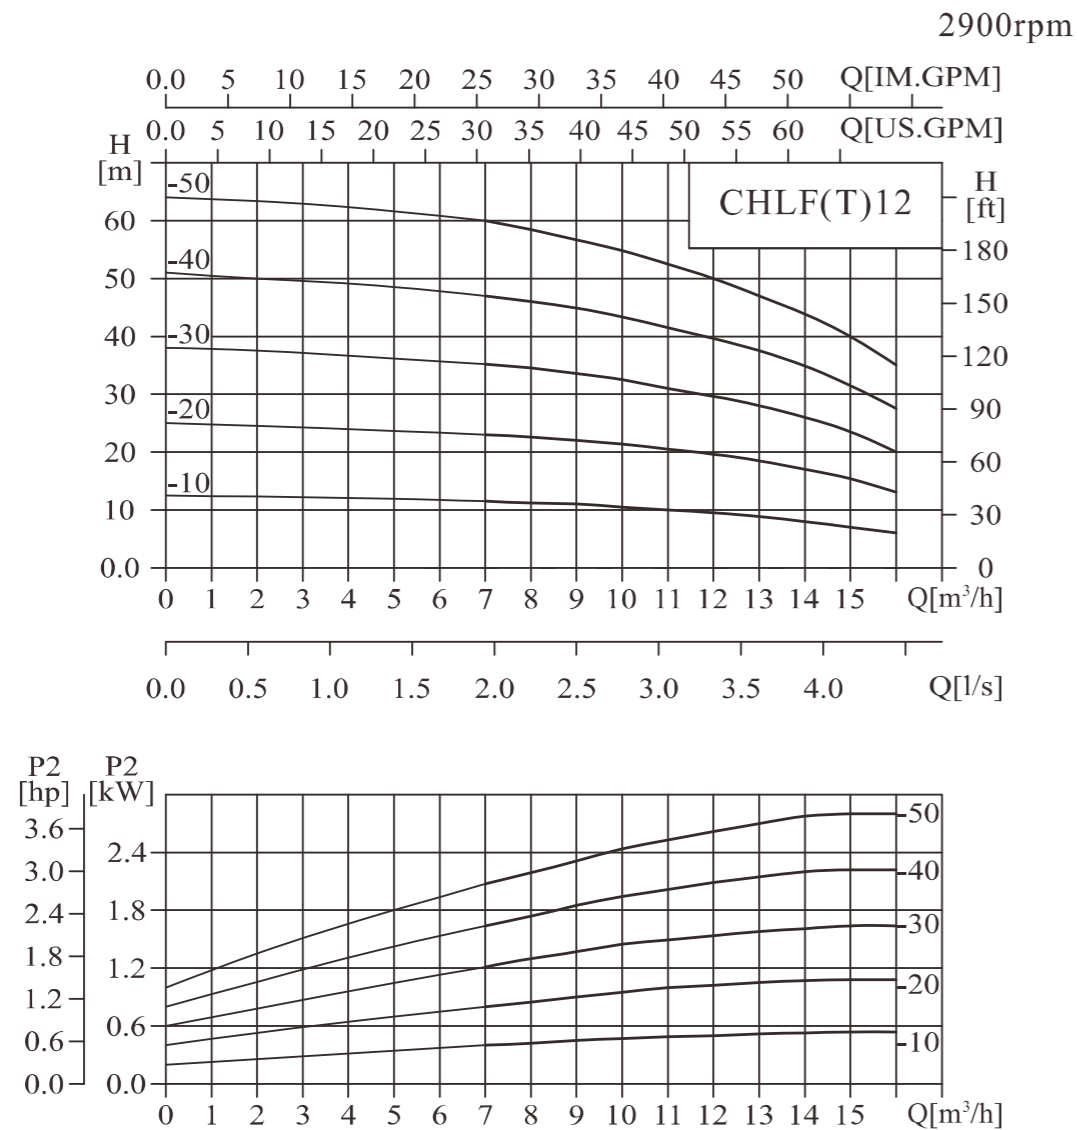 2900rpm
0.0 5 10 15 20 25 30 35 40 45 50 Q[IM.GPM]
0.0 5 10 15 20 25 30 35 40 45 50 55 60 Q[US.GPM]
H
[m]
H
[ft]
CHLF(T)12
-50
60
180
-40
50
150
-30
40
120
30
90
-20
20
60
-10
10
30
0.0
0
0 1 2 3 4 5 6 7 8 9 10 11 12 13 14 15 Q[m³/h]
0.0 0.5 1.0 1.5 2.0 2.5 3.0 3.5 4.0 Q[l/s]
P2 P2
[hp] [kW]
3.6
-50
2.4
3.0
-40
2.4
1.8
-30
1.8
1.2
-20
1.2
0.6
0.6
-10
0.0 0.0
0 1 2 3 4 5 6 7 8 9 10 11 12 13 14 15 Q[m³/h]